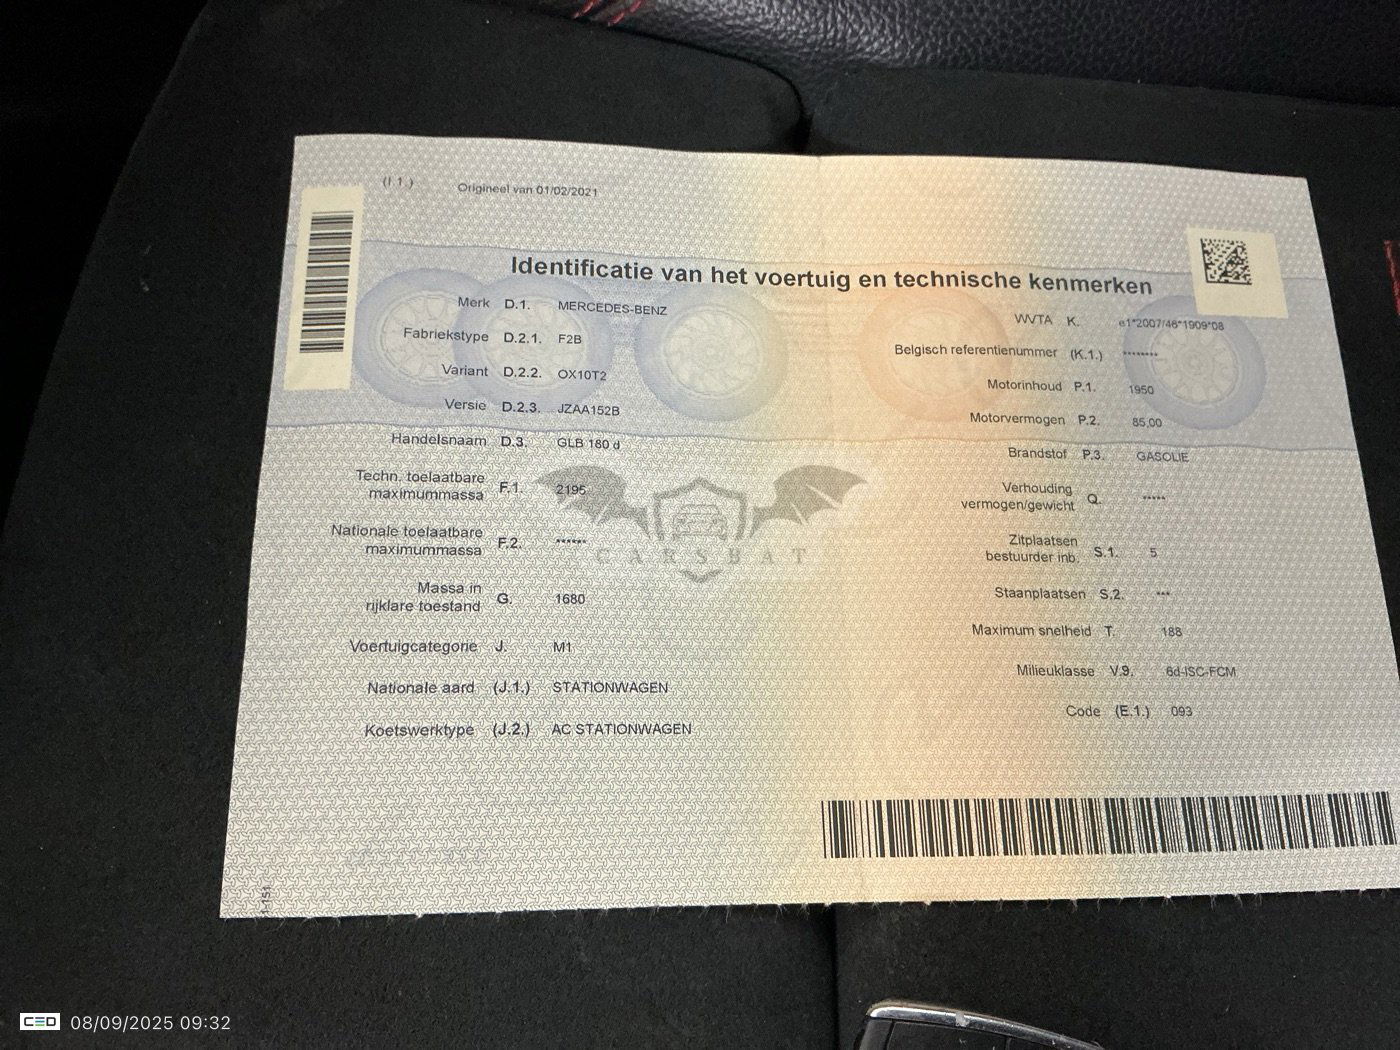 (I.1.) Origineel van 01/02/2021
Identificatie van het voertuig en technische kenmerken
Merk D.1. MERCEDES-BENZ
Fabriekstype D.2.1. F2B
Variant D.2.2. OX10T2
Versie D.2.3. JZAA152B
Handelsnaam D.3. GLB 180 d
Techn. toelaatbare
maximummassa F.1. 2195
Nationale toelaatbare
maximummassa F.2. ******
Massa in
rijklare toestand G. 1680
Voertuigcategorie J. M1
Nationale aard (J.1.) STATIONWAGEN
Koetswerktype (J.2.) AC STATIONWAGEN
WVTA K. e1*2007/46*1909*08
Belgisch referentienummer (K.1.) ********
Motorinhoud P.1. 1950
Motorvermogen P.2. 85,00
Brandstof P.3. GASOLIE
Verhouding
vermogen/gewicht Q. *****
Zitplaatsen
bestuurder inb. S.1. 5
Staanplaatsen S.2. ***
Maximum snelheid T. 188
Milieuklasse V.9. 6d-ISC-FCM
Code (E.1.) 093
CARSBAT
CED 08/09/2025 09:32